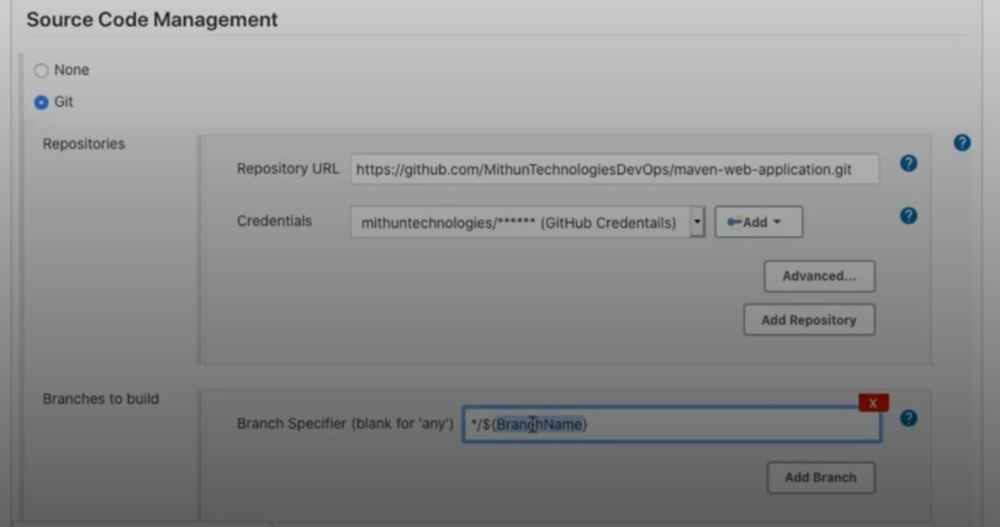 Source Code Management
None
Git
Repositories
Repository URL https://github.com/MithunTechnologiesDevOps/maven-web-application.git
Credentials mithuntechnologies/****** (GitHub Credentails) Add
Advanced...
Add Repository
Branches to build
X
Branch Specifier (blank for 'any') */${BranchName}
Add Branch